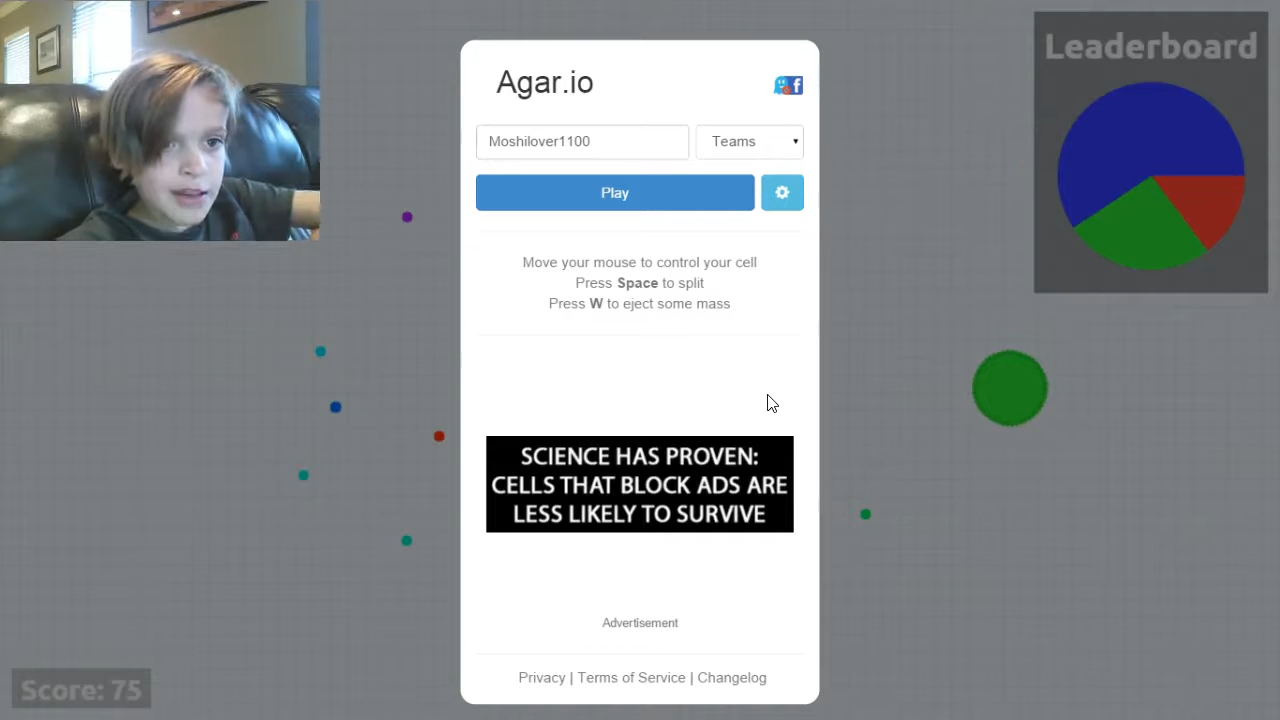 Agar.io
Leaderboard
Moshilover1100
Teams
Play
Move your mouse to control your cell
Press Space to split
Press W to eject some mass
SCIENCE HAS PROVEN:
CELLS THAT BLOCK ADS ARE
LESS LIKELY TO SURVIVE
Advertisement
Privacy | Terms of Service | Changelog
Score: 75